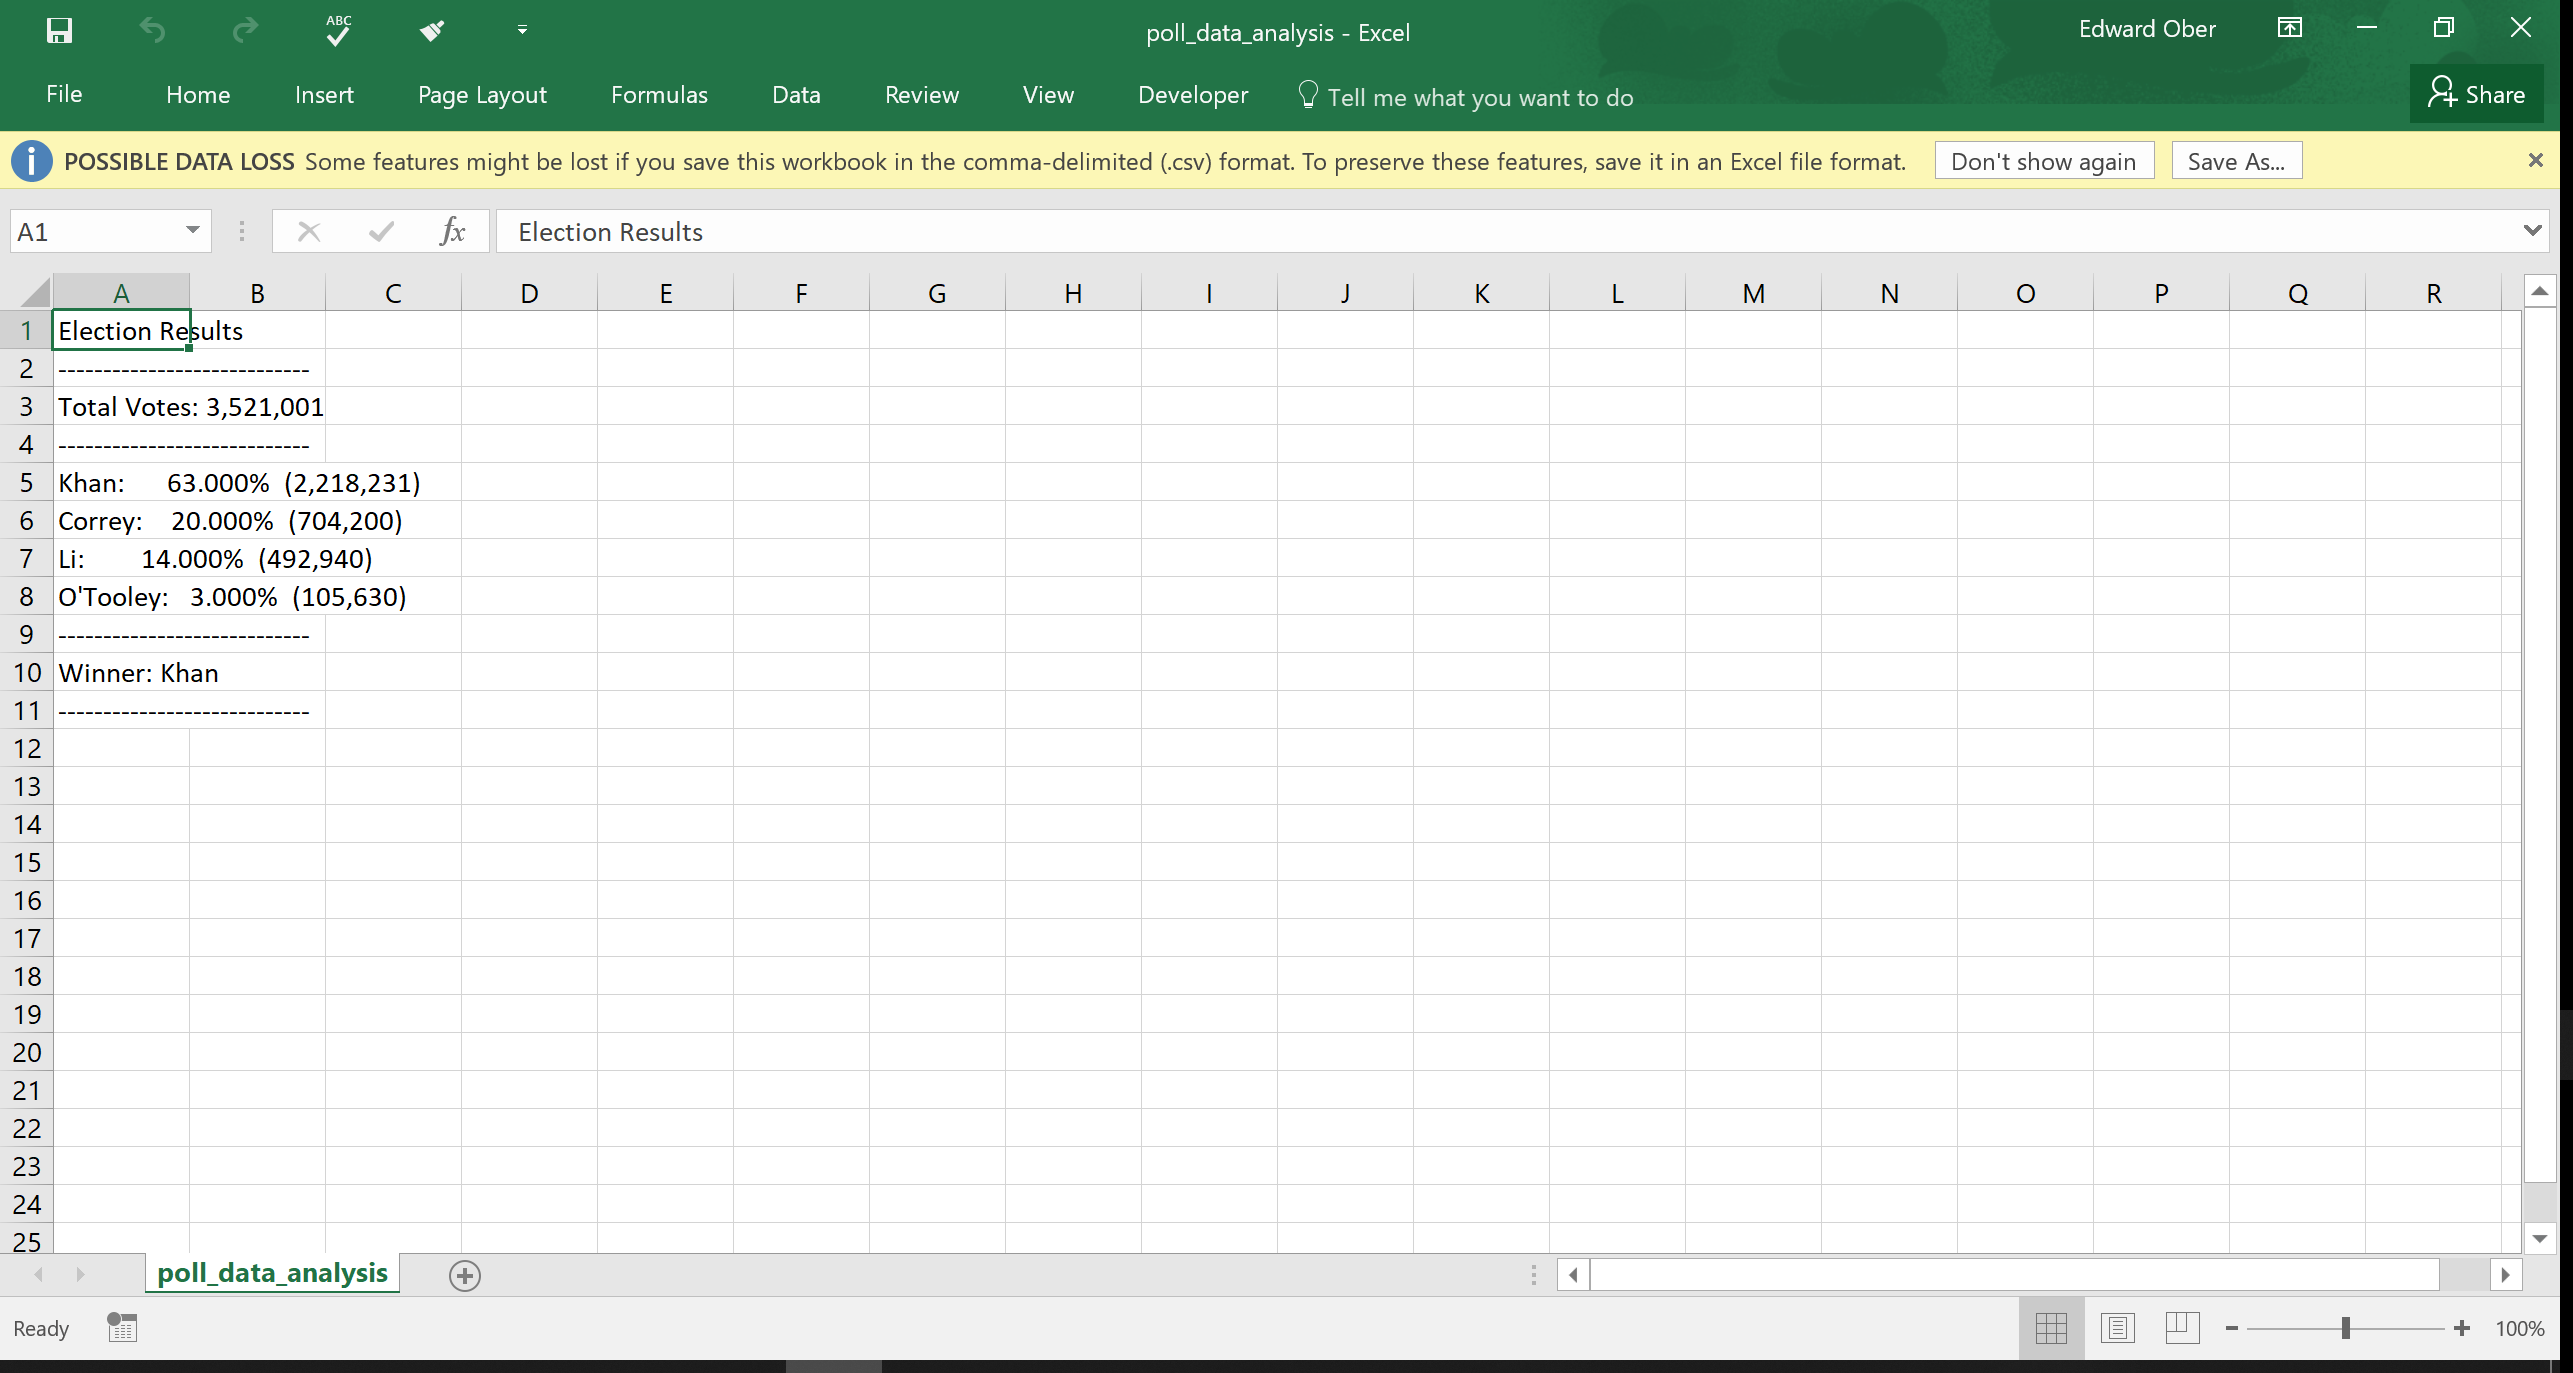 ABC
poll_data_analysis - Excel
Edward Ober
File Home Insert Page Layout Formulas Data Review View Developer Tell me what you want to do Share
POSSIBLE DATA LOSS Some features might be lost if you save this workbook in the comma-delimited (.csv) format. To preserve these features, save it in an Excel file format. Don't show again Save As...
A1 fx Election Results
A B C D E F G H I J K L M N O P Q R
1 Election Results
2 ----------------------------
3 Total Votes: 3,521,001
4 ----------------------------
5 Khan: 63.000% (2,218,231)
6 Correy: 20.000% (704,200)
7 Li: 14.000% (492,940)
8 O'Tooley: 3.000% (105,630)
9 ----------------------------
10 Winner: Khan
11 ----------------------------
12
13
14
15
16
17
18
19
20
21
22
23
24
25
poll_data_analysis
Ready 100%